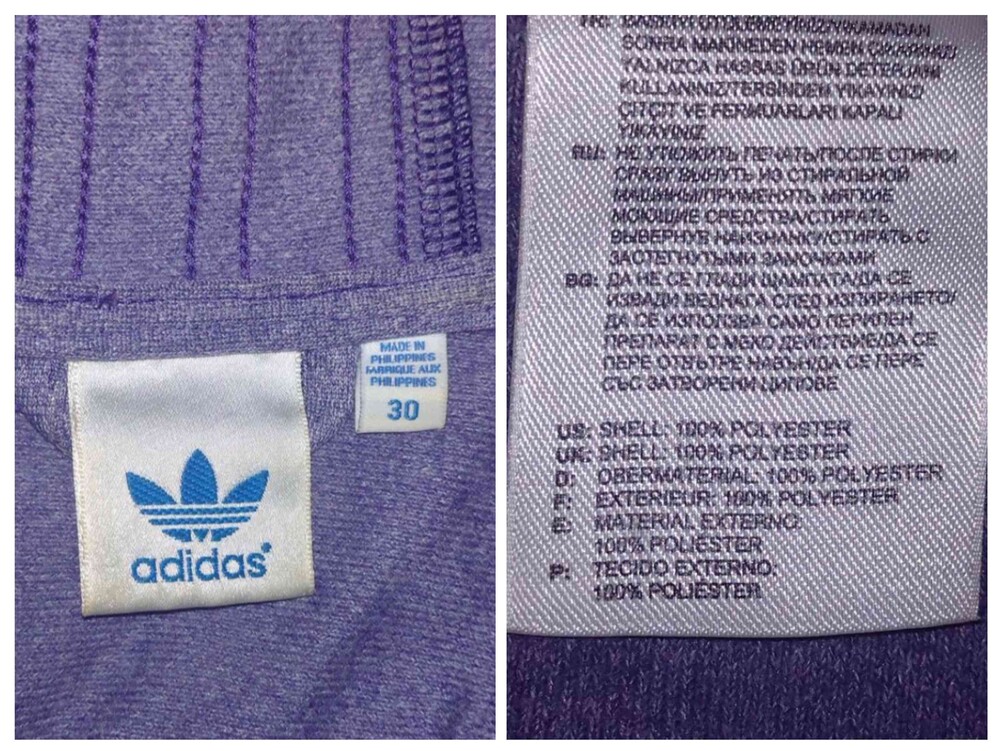 adidas
MADE IN
PHILIPPINES
FABRIQUE AUX
PHILIPPINES
30
SONRA MAKİNEDEN HEMEN ÇIKARINIZ/
YALNIZCA HASSAS ÜRÜN DETERJANI
KULLANINIZ/TERSİNDEN YIKAYINIZ/
ÇITÇIT VE FERMUARLARI KAPALI
YIKAYINIZ
RU: НЕ УТЮЖИТЬ ПЕЧАТЬ/ПОСЛЕ СТИРКИ
СРАЗУ ВЫНУТЬ ИЗ СТИРАЛЬНОЙ
МАШИНЫ/ПРИМЕНЯТЬ МЯГКИЕ
МОЮЩИЕ СРЕДСТВА/СТИРАТЬ
ВЫВЕРНУВ НАИЗНАНКУ/СТИРАТЬ С
ЗАСТЕГНУТЫМИ ЗАМОЧКАМИ
BG: ДА НЕ СЕ ГЛАДИ ЩАМПАТА/ДА СЕ
ИЗВАДИ ВЕДНАГА СЛЕД ИЗПИРАНЕТО/
ДА СЕ ИЗПОЛЗВА САМО ПЕРИЛЕН
ПРЕПАРАТ С МЕКО ДЕЙСТВИЕ/ДА СЕ
ПЕРЕ ОТВЪТРЕ НАВЪН/ДА СЕ ПЕРЕ
СЪС ЗАТВОРЕНИ ЦИПОВЕ
US: SHELL: 100% POLYESTER
UK: SHELL: 100% POLYESTER
D: OBERMATERIAL: 100% POLYESTER
F: EXTERIEUR: 100% POLYESTER
E: MATERIAL EXTERNO:
100% POLIESTER
P: TECIDO EXTERNO:
100% POLIÉSTER